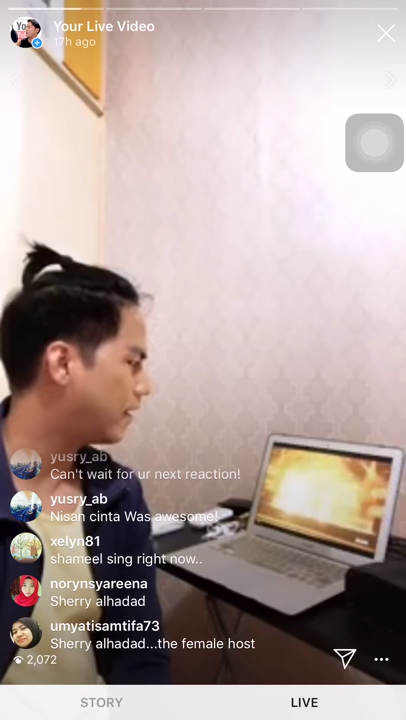 Yo
Your Live Video
17h ago
yusry_ab
Can't wait for ur next reaction!
yusry_ab
Nisan cinta Was awesome!
xelyn81
shameel sing right now..
norynsyareena
Sherry alhadad
umyatisamtifa73
Sherry alhadad...the female host
2,072
STORY
LIVE